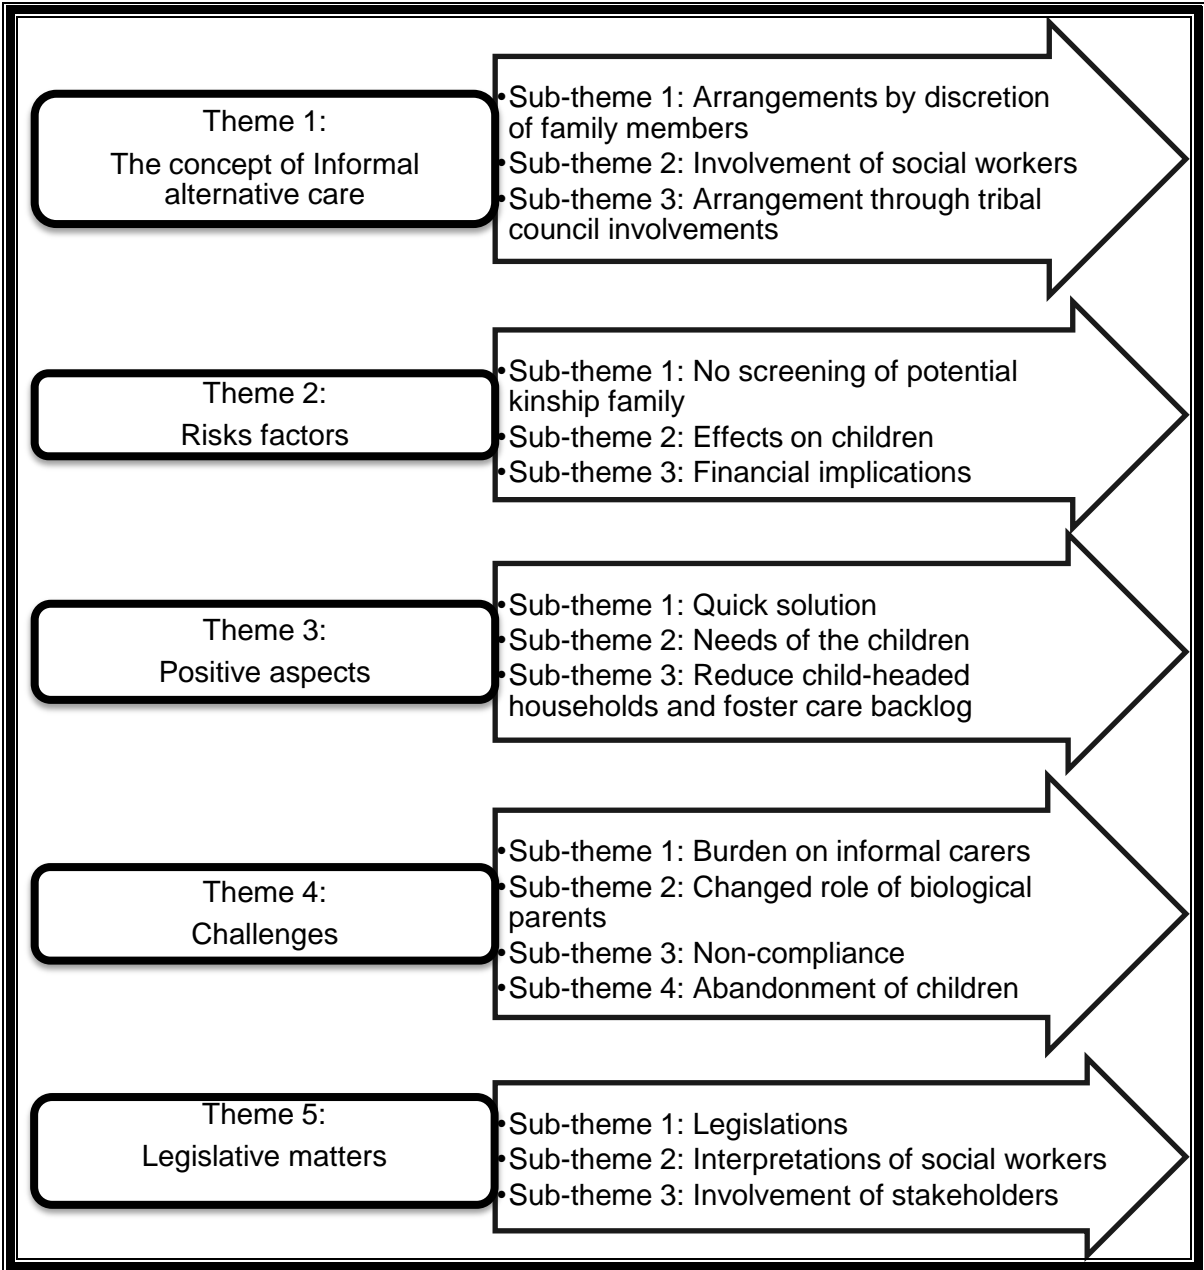 Theme 1:
The concept of Informal
alternative care
•Sub-theme 1: Arrangements by discretion
of family members
•Sub-theme 2: Involvement of social workers
•Sub-theme 3: Arrangement through tribal
council involvements
Theme 2:
Risks factors
•Sub-theme 1: No screening of potential
kinship family
•Sub-theme 2: Effects on children
•Sub-theme 3: Financial implications
Theme 3:
Positive aspects
•Sub-theme 1: Quick solution
•Sub-theme 2: Needs of the children
•Sub-theme 3: Reduce child-headed
households and foster care backlog
Theme 4:
Challenges
•Sub-theme 1: Burden on informal carers
•Sub-theme 2: Changed role of biological
parents
•Sub-theme 3: Non-compliance
•Sub-theme 4: Abandonment of children
Theme 5:
Legislative matters
•Sub-theme 1: Legislations
•Sub-theme 2: Interpretations of social workers
•Sub-theme 3: Involvement of stakeholders